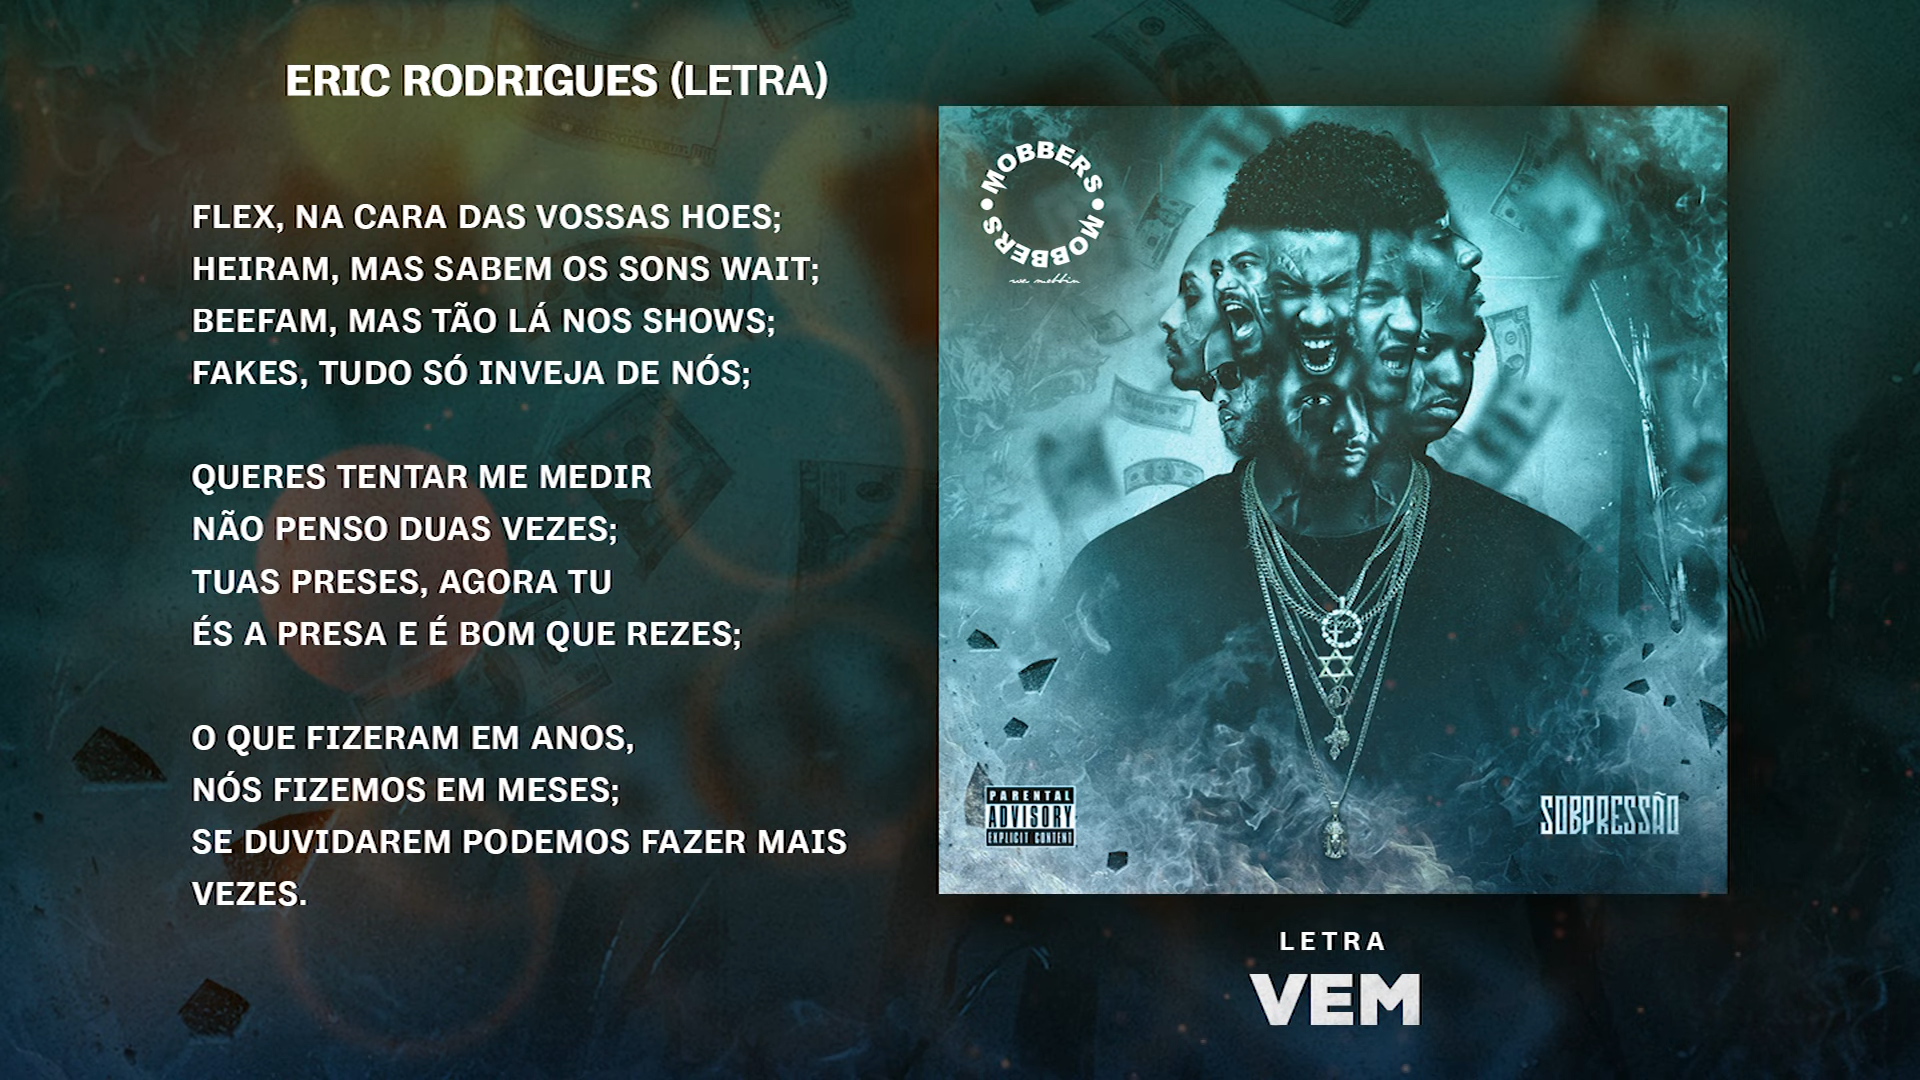 ERIC RODRIGUES (LETRA)
FLEX, NA CARA DAS VOSSAS HOES;
HEIRAM, MAS SABEM OS SONS WAIT;
BEEFAM, MAS TÃO LÁ NOS SHOWS;
FAKES, TUDO SÓ INVEJA DE NÓS;
QUERES TENTAR ME MEDIR
NÃO PENSO DUAS VEZES;
TUAS PRESES, AGORA TU
ÉS A PRESA E É BOM QUE REZES;
O QUE FIZERAM EM ANOS,
NÓS FIZEMOS EM MESES;
SE DUVIDAREM PODEMOS FAZER MAIS
VEZES.
MOBBERS • MOBBERS •
we mobbin
PARENTAL
ADVISORY
EXPLICIT CONTENT
SOBPRESSÃO
LETRA
VEM